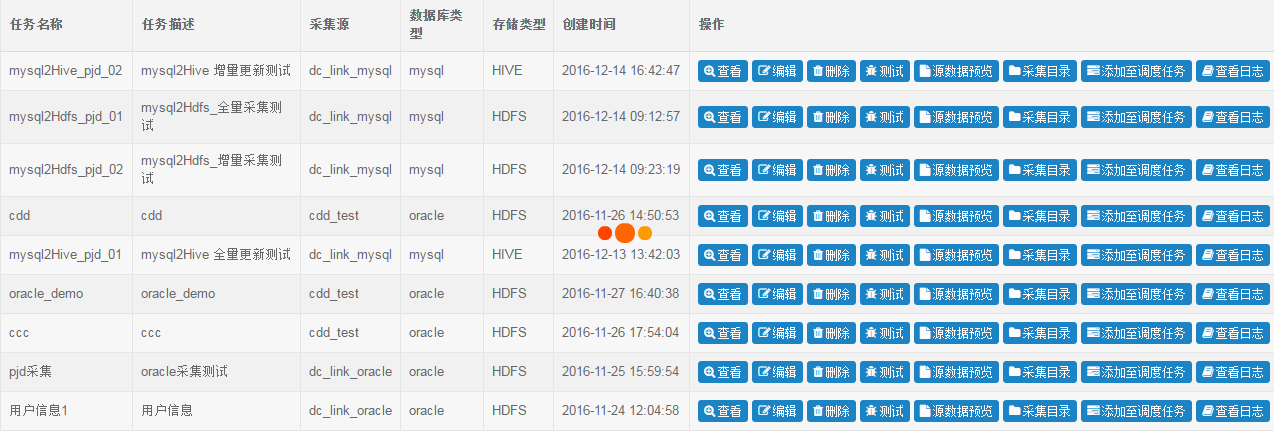 任务名称 任务描述 采集源 数据库类型 存储类型 创建时间 操作
mysql2Hive_pjd_02 mysql2Hive 增量更新测试 dc_link_mysql mysql HIVE 2016-12-14 16:42:47 查看 编辑 删除 测试 源数据预览 采集目录 添加至调度任务 查看日志
mysql2Hdfs_pjd_01 mysql2Hdfs_全量采集测试 dc_link_mysql mysql HDFS 2016-12-14 09:12:57 查看 编辑 删除 测试 源数据预览 采集目录 添加至调度任务 查看日志
mysql2Hdfs_pjd_02 mysql2Hdfs_增量采集测试 dc_link_mysql mysql HDFS 2016-12-14 09:23:19 查看 编辑 删除 测试 源数据预览 采集目录 添加至调度任务 查看日志
cdd cdd cdd_test oracle HDFS 2016-11-26 14:50:53 查看 编辑 删除 测试 源数据预览 采集目录 添加至调度任务 查看日志
mysql2Hive_pjd_01 mysql2Hive 全量更新测试 dc_link_mysql mysql HIVE 2016-12-13 13:42:03 查看 编辑 删除 测试 源数据预览 采集目录 添加至调度任务 查看日志
oracle_demo oracle_demo cdd_test oracle HDFS 2016-11-27 16:40:38 查看 编辑 删除 测试 源数据预览 采集目录 添加至调度任务 查看日志
ccc ccc cdd_test oracle HDFS 2016-11-26 17:54:04 查看 编辑 删除 测试 源数据预览 采集目录 添加至调度任务 查看日志
pjd采集 oracle采集测试 dc_link_oracle oracle HDFS 2016-11-25 15:59:54 查看 编辑 删除 测试 源数据预览 采集目录 添加至调度任务 查看日志
用户信息1 用户信息 dc_link_oracle oracle HDFS 2016-11-24 12:04:58 查看 编辑 删除 测试 源数据预览 采集目录 添加至调度任务 查看日志